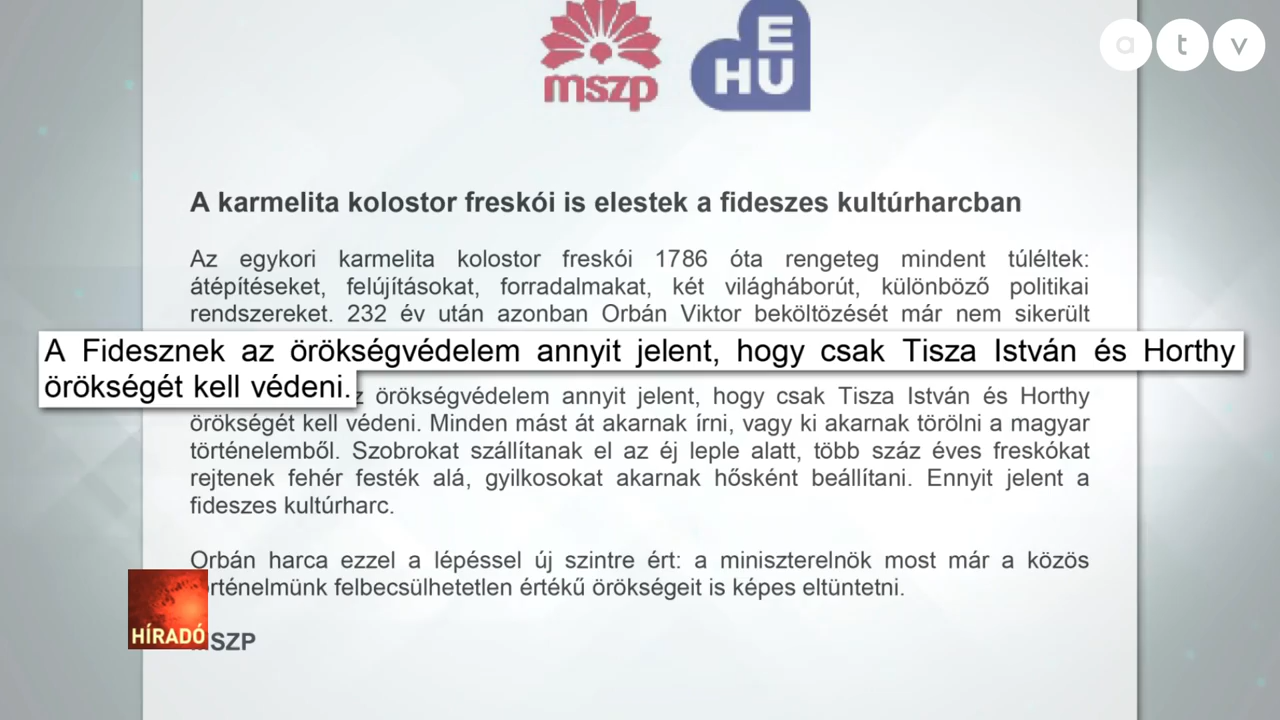 a t v
mszp
E
HU
A karmelita kolostor freskói is elestek a fideszes kultúrharcban
Az egykori karmelita kolostor freskói 1786 óta rengeteg mindent túléltek:
átépítéseket, felújításokat, forradalmakat, két világháborút, különböző politikai
rendszereket. 232 év után azonban Orbán Viktor beköltözését már nem sikerült
A Fidesznek az örökségvédelem annyit jelent, hogy csak Tisza István és Horthy
örökségét kell védeni.
örökségvédelem annyit jelent, hogy csak Tisza István és Horthy
örökségét kell védeni. Minden mást át akarnak írni, vagy ki akarnak törölni a magyar
történelemből. Szobrokat szállítanak el az éj leple alatt, több száz éves freskókat
rejtenek fehér festék alá, gyilkosokat akarnak hősként beállítani. Ennyit jelent a
fideszes kultúrharc.
Orbán harca ezzel a lépéssel új szintre ért: a miniszterelnök most már a közös
történelmünk felbecsülhetetlen értékű örökségeit is képes eltüntetni.
HÍRADÓ
MSZP